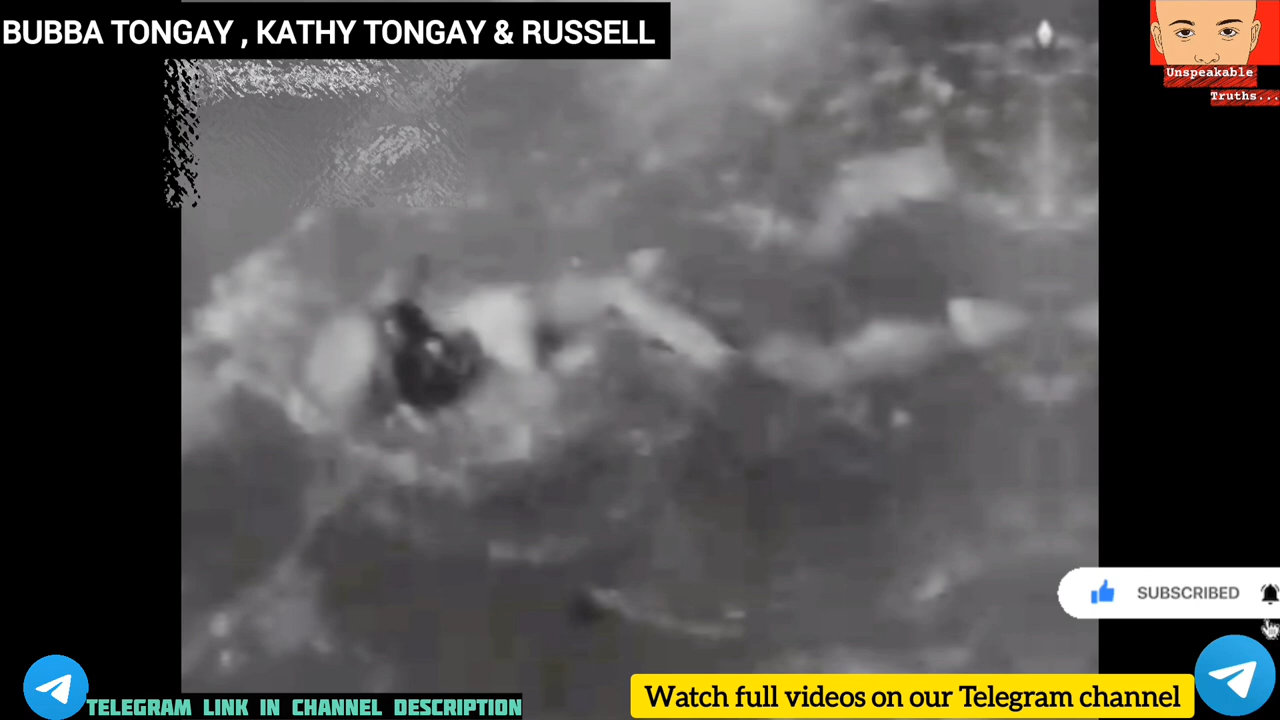 BUBBA TONGAY , KATHY TONGAY & RUSSELL
Unspeakable
Truths...
SUBSCRIBED
Watch full videos on our Telegram channel
TELEGRAM LINK IN CHANNEL DESCRIPTION